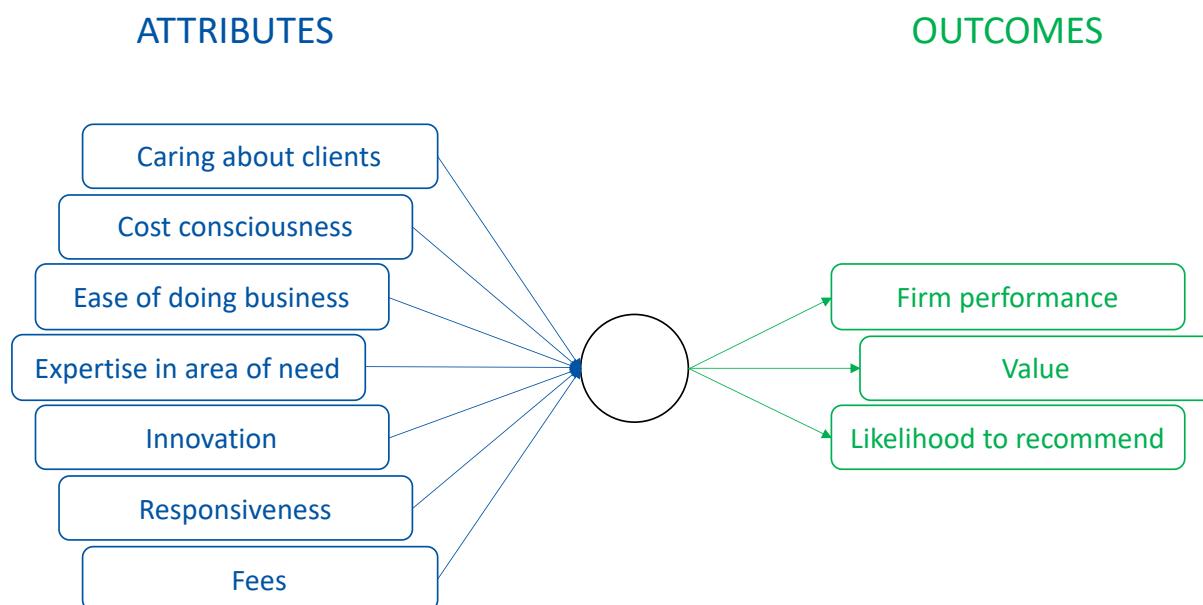 ATTRIBUTES
OUTCOMES
Caring about clients
Cost consciousness
Ease of doing business
Expertise in area of need
Innovation
Responsiveness
Fees
Firm performance
Value
Likelihood to recommend